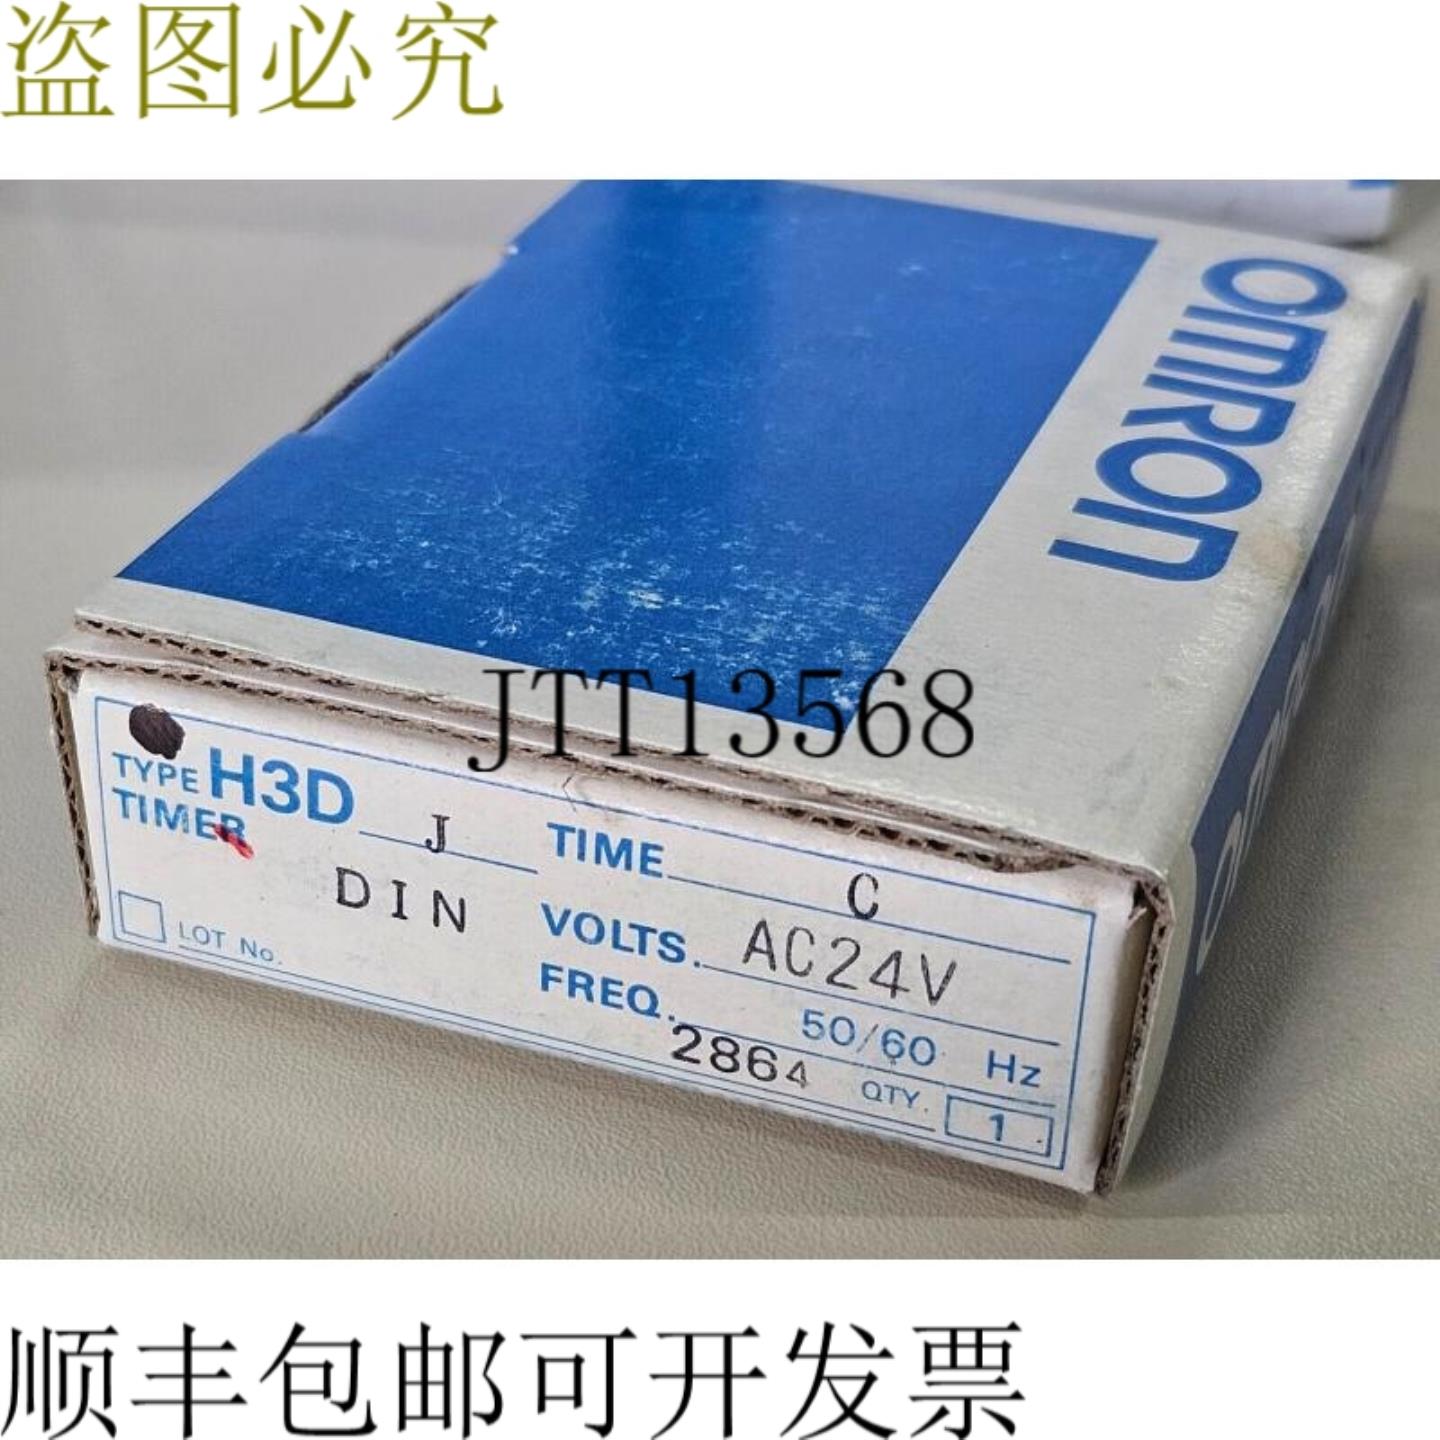 盗图必究
OMRON
JTT13568
TYPE H3D J
TIMER
DIN
LOT No.
TIME C
VOLTS. AC24V
FREQ. 50/60 Hz
2864
QTY. 1
顺丰包邮可开发票